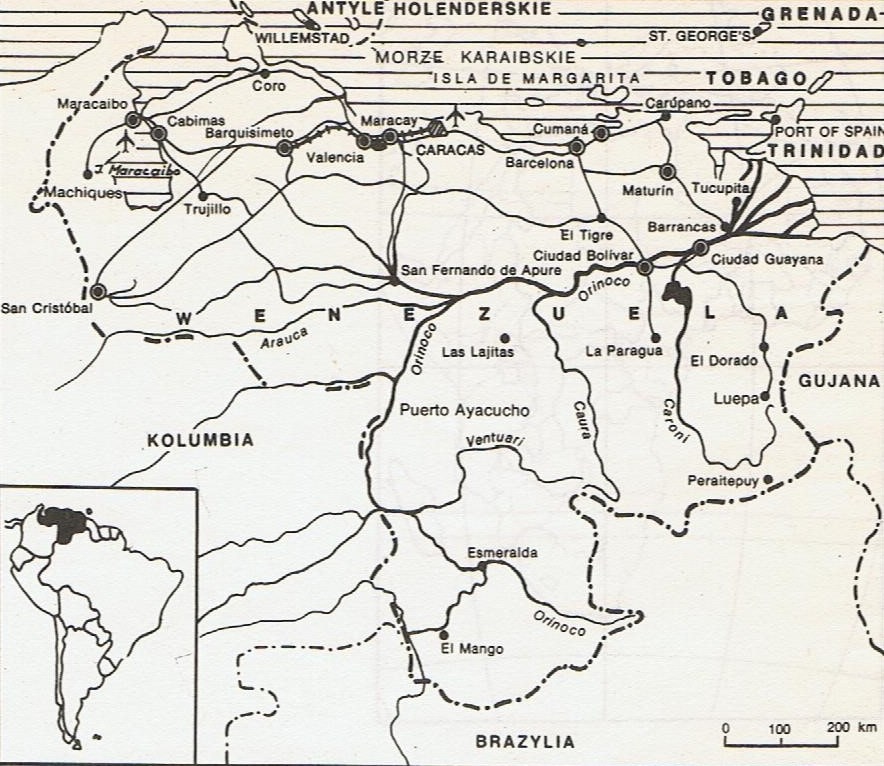 ANTYLE HOLENDERSKIE
GRENADA
WILLEMSTAD
ST. GEORGE'S
MORZE KARAIBSKIE
ISLA DE MARGARITA
TOBAGO
Coro
Maracaibo
Cabimas
Barquisimeto
Maracay
Valencia
CARACAS
Cumaná
Carúpano
Barcelona
PORT OF SPAIN
TRINIDAD
J. Maracaibo
Machiques
Trujillo
Maturín
Tucupita
Barrancas
El Tigre
Ciudad Bolívar
Ciudad Guayana
San Fernando de Apure
Orinoco
San Cristóbal
W E N E Z U E L A
Arauca
Orinoco
Las Lajitas
La Paragua
El Dorado
GUJANA
Luepa
Puerto Ayacucho
Caura
Caroni
KOLUMBIA
Ventuari
Peraitepuy
Esmeralda
Orinoco
El Mango
BRAZYLIA
0 100 200 km